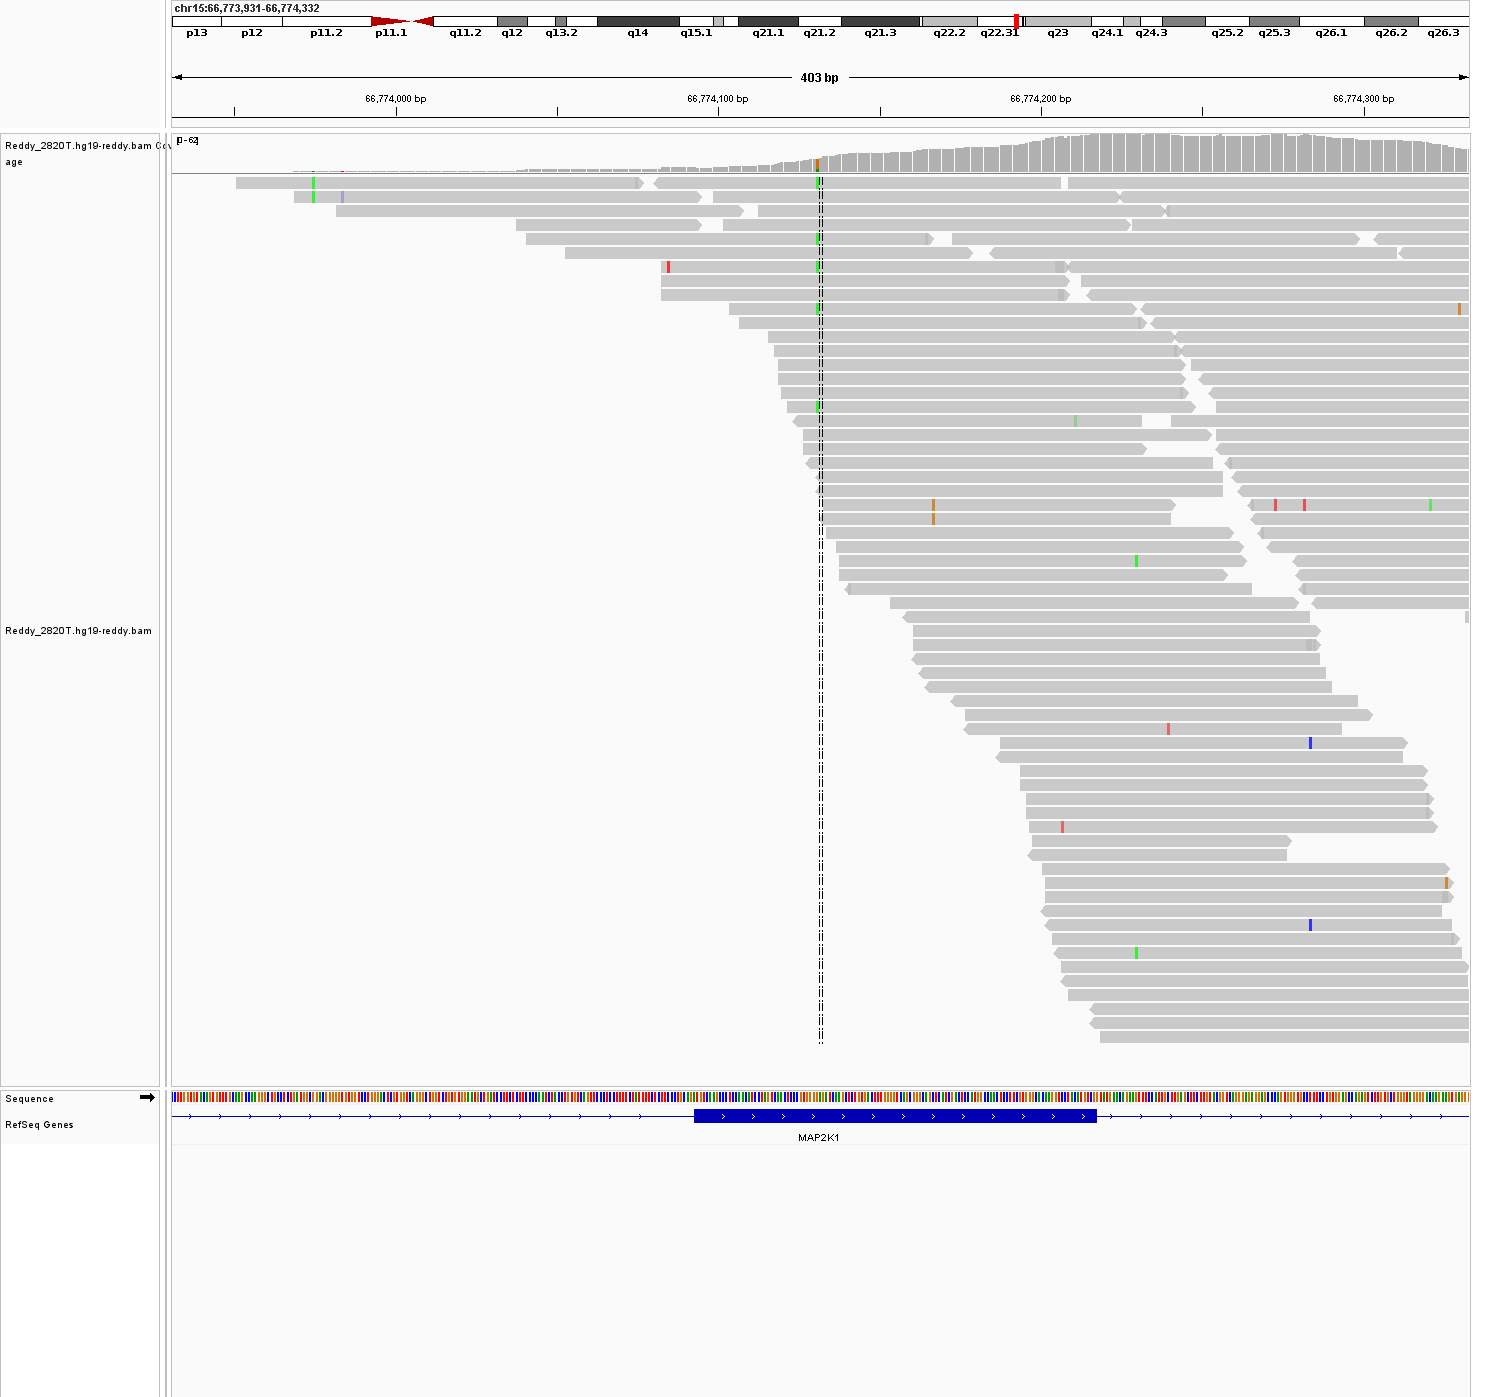 chr15:66,773,931-66,774,332
p13 p12 p11.2 p11.1 q11.2 q12 q13.2 q14 q15.1 q21.1 q21.2 q21.3 q22.2 q22.31 q23 q24.1 q24.3 q25.2 q25.3 q26.1 q26.2 q26.3
403 bp
66,774,000 bp 66,774,100 bp 66,774,200 bp 66,774,300 bp
[0-62]
Reddy_2820T.hg19-reddy.bam Cov
age
Reddy_2820T.hg19-reddy.bam
Sequence
RefSeq Genes
MAP2K1